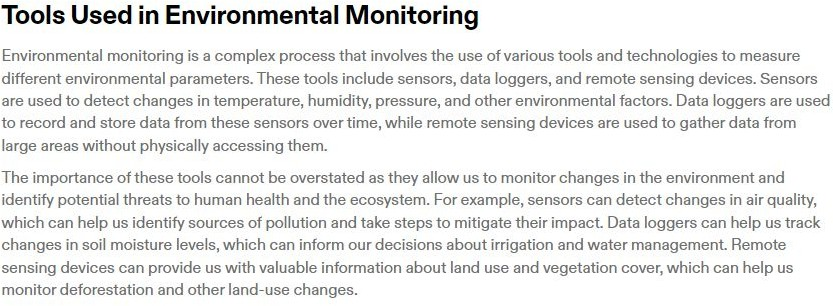 Tools Used in Environmental Monitoring
Environmental monitoring is a complex process that involves the use of various tools and technologies to measure
different environmental parameters. These tools include sensors, data loggers, and remote sensing devices. Sensors
are used to detect changes in temperature, humidity, pressure, and other environmental factors. Data loggers are used
to record and store data from these sensors over time, while remote sensing devices are used to gather data from
large areas without physically accessing them.
The importance of these tools cannot be overstated as they allow us to monitor changes in the environment and
identify potential threats to human health and the ecosystem. For example, sensors can detect changes in air quality,
which can help us identify sources of pollution and take steps to mitigate their impact. Data loggers can help us track
changes in soil moisture levels, which can inform our decisions about irrigation and water management. Remote
sensing devices can provide us with valuable information about land use and vegetation cover, which can help us
monitor deforestation and other land-use changes.